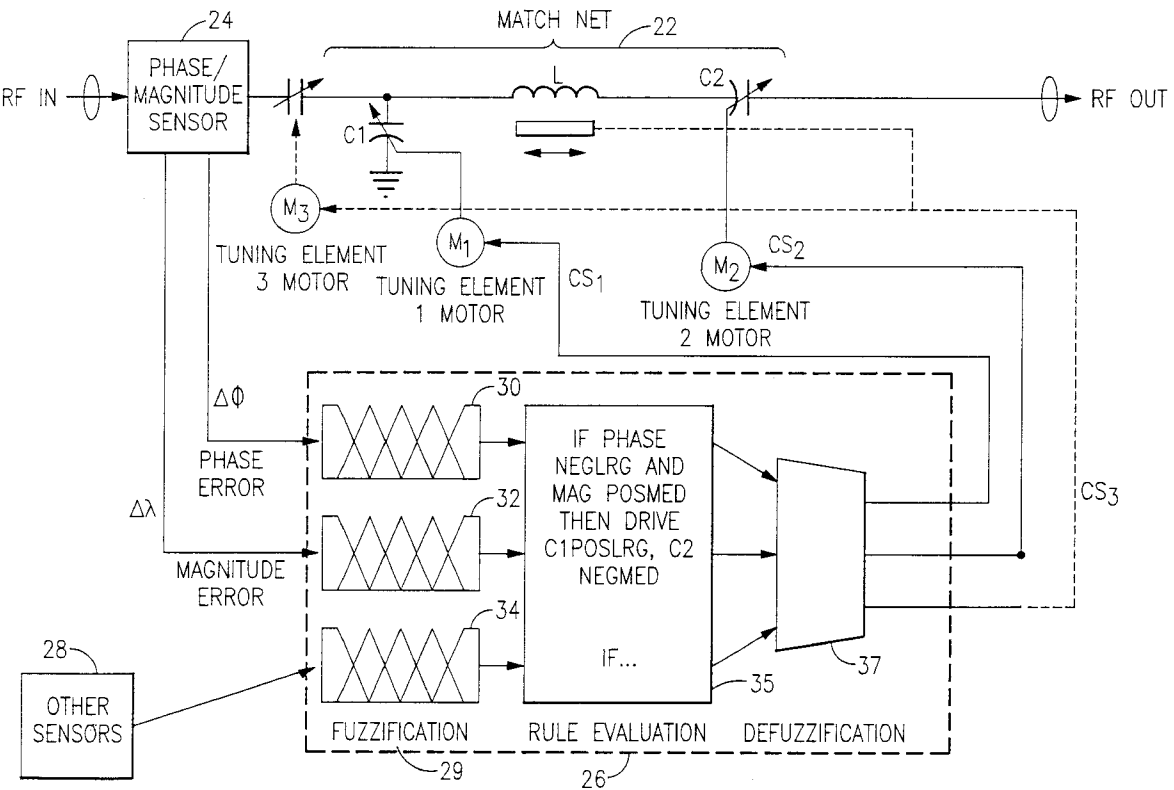 24
MATCH NET
22
PHASE/
MAGNITUDE
SENSOR
RF IN
L
C2
RF OUT
C1
M3
M1
M2
TUNING ELEMENT
3 MOTOR
TUNING ELEMENT
1 MOTOR
CS1
CS2
TUNING ELEMENT
2 MOTOR
ΔΦ
PHASE
ERROR
Δλ
MAGNITUDE
ERROR
30
32
34
IF PHASE
NEGLRG AND
MAG POSMED
THEN DRIVE
C1POSLRG, C2
NEGMED
IF...
CS3
35
37
28
OTHER
SENSORS
FUZZIFICATION
RULE EVALUATION
DEFUZZIFICATION
29
26